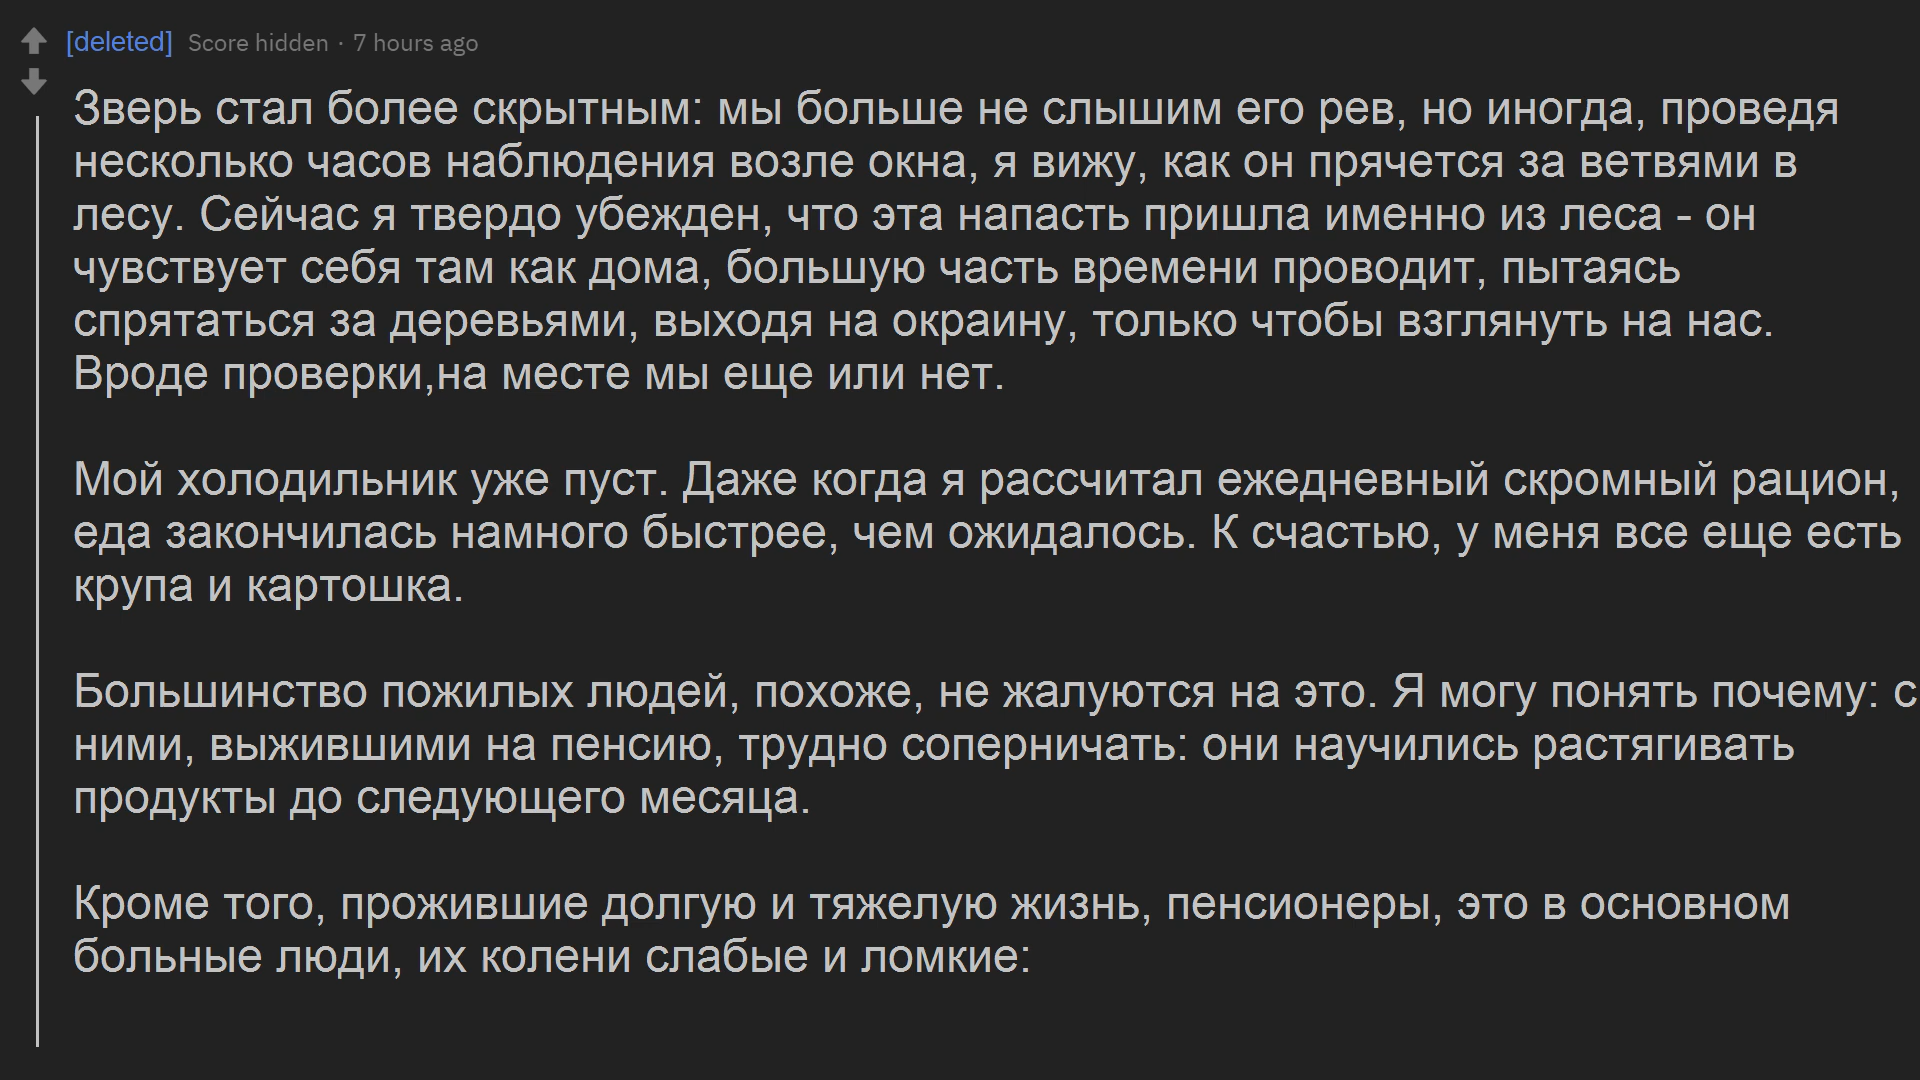 [deleted] Score hidden · 7 hours ago
Зверь стал более скрытным: мы больше не слышим его рев, но иногда, проведя
несколько часов наблюдения возле окна, я вижу, как он прячется за ветвями в
лесу. Сейчас я твердо убежден, что эта напасть пришла именно из леса - он
чувствует себя там как дома, большую часть времени проводит, пытаясь
спрятаться за деревьями, выходя на окраину, только чтобы взглянуть на нас.
Вроде проверки,на месте мы еще или нет.
Мой холодильник уже пуст. Даже когда я рассчитал ежедневный скромный рацион,
еда закончилась намного быстрее, чем ожидалось. К счастью, у меня все еще есть
крупа и картошка.
Большинство пожилых людей, похоже, не жалуются на это. Я могу понять почему: с
ними, выжившими на пенсию, трудно соперничать: они научились растягивать
продукты до следующего месяца.
Кроме того, прожившие долгую и тяжелую жизнь, пенсионеры, это в основном
больные люди, их колени слабые и ломкие: